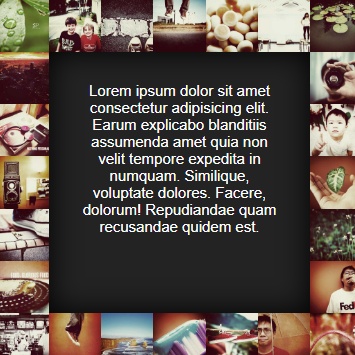 Lorem ipsum dolor sit amet
consectetur adipisicing elit.
Earum explicabo blanditiis
assumenda amet quia non
velit tempore expedita in
numquam. Similique,
voluptate dolores. Facere,
dolorum! Repudiandae quam
recusandae quidem est.
Fed